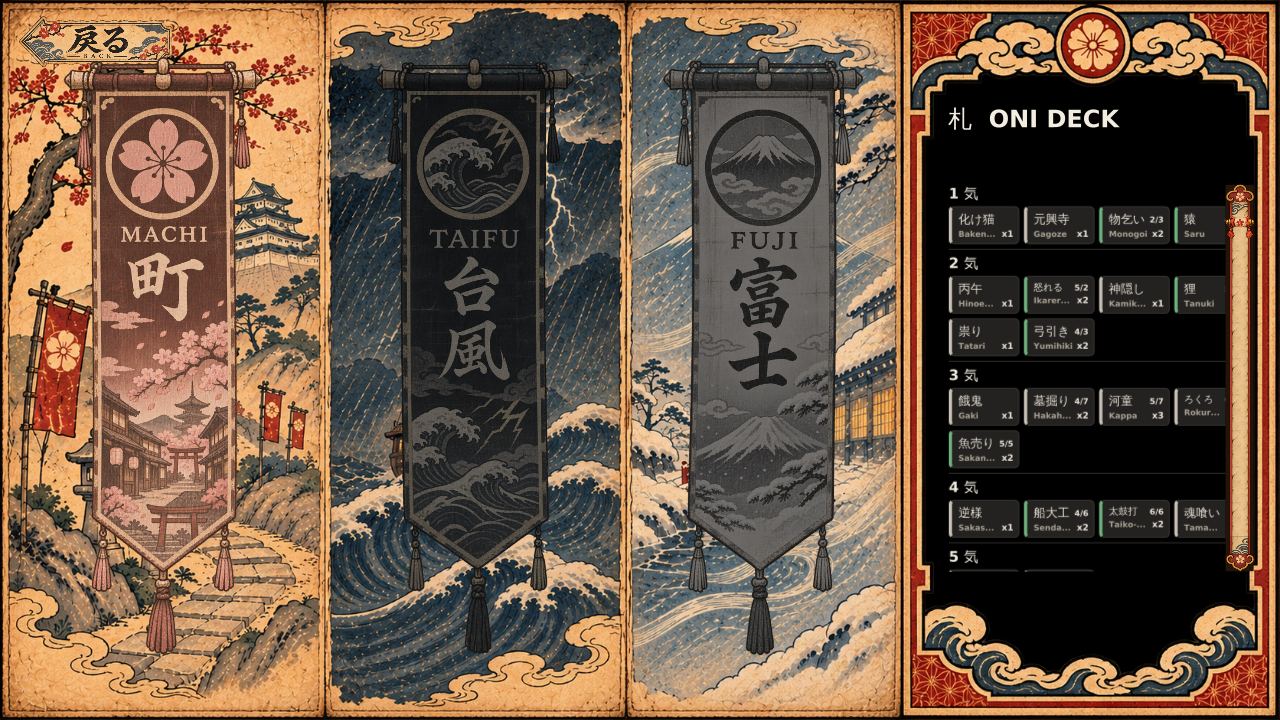 戻る
BACK
MACHI
町
TAIFU
台風
FUJI
富士
札 ONI DECK
1 気
化け猫
Baken... x1
元興寺
Gagoze x1
物乞い 2/3
Monogoi x2
猿
Saru
2 気
丙午
Hinoe... x1
怒れる 5/2
Ikarer... x2
神隠し
Kamik... x1
狸
Tanuki
祟り
Tatari x1
弓引き 4/3
Yumihiki x2
3 気
餓鬼
Gaki x1
墓掘り 4/7
Hakah... x2
河童 5/7
Kappa x3
ろくろ
Rokur...
魚売り 5/5
Sakan... x2
4 気
逆様
Sakas... x1
船大工 4/6
Senda... x2
太鼓打 6/6
Taiko-... x2
魂喰い
Tama...
5 気